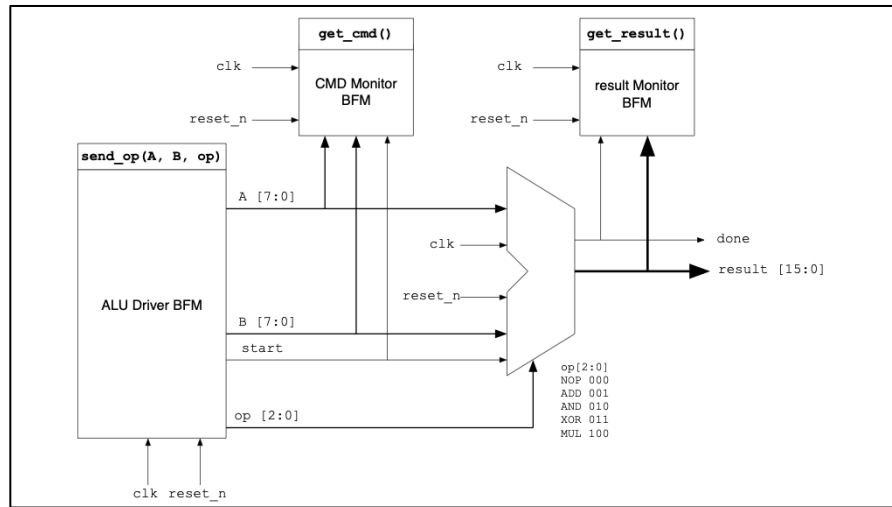 get_cmd()
clk
CMD Monitor
BFM
reset_n
get_result()
clk
result Monitor
BFM
reset_n
send_op(A, B, op)
ALU Driver BFM
A [7:0]
clk
reset_n
B [7:0]
start
op [2:0]
done
result [15:0]
op[2:0]
NOP 000
ADD 001
AND 010
XOR 011
MUL 100
clk reset_n